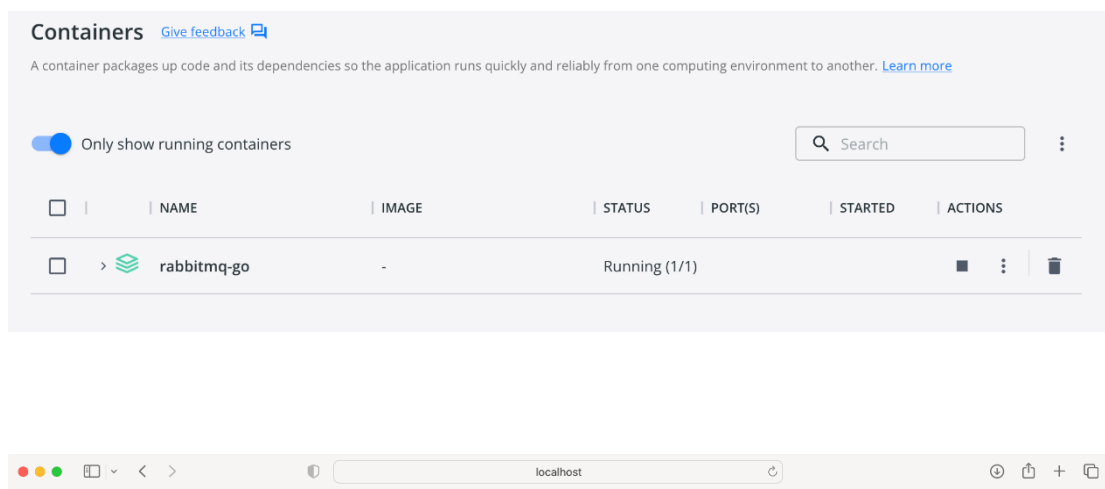 Containers Give feedback
A container packages up code and its dependencies so the application runs quickly and reliably from one computing environment to another. Learn more
Only show running containers Search
NAME IMAGE STATUS PORT(S) STARTED ACTIONS
rabbitmq-go - Running (1/1)
localhost